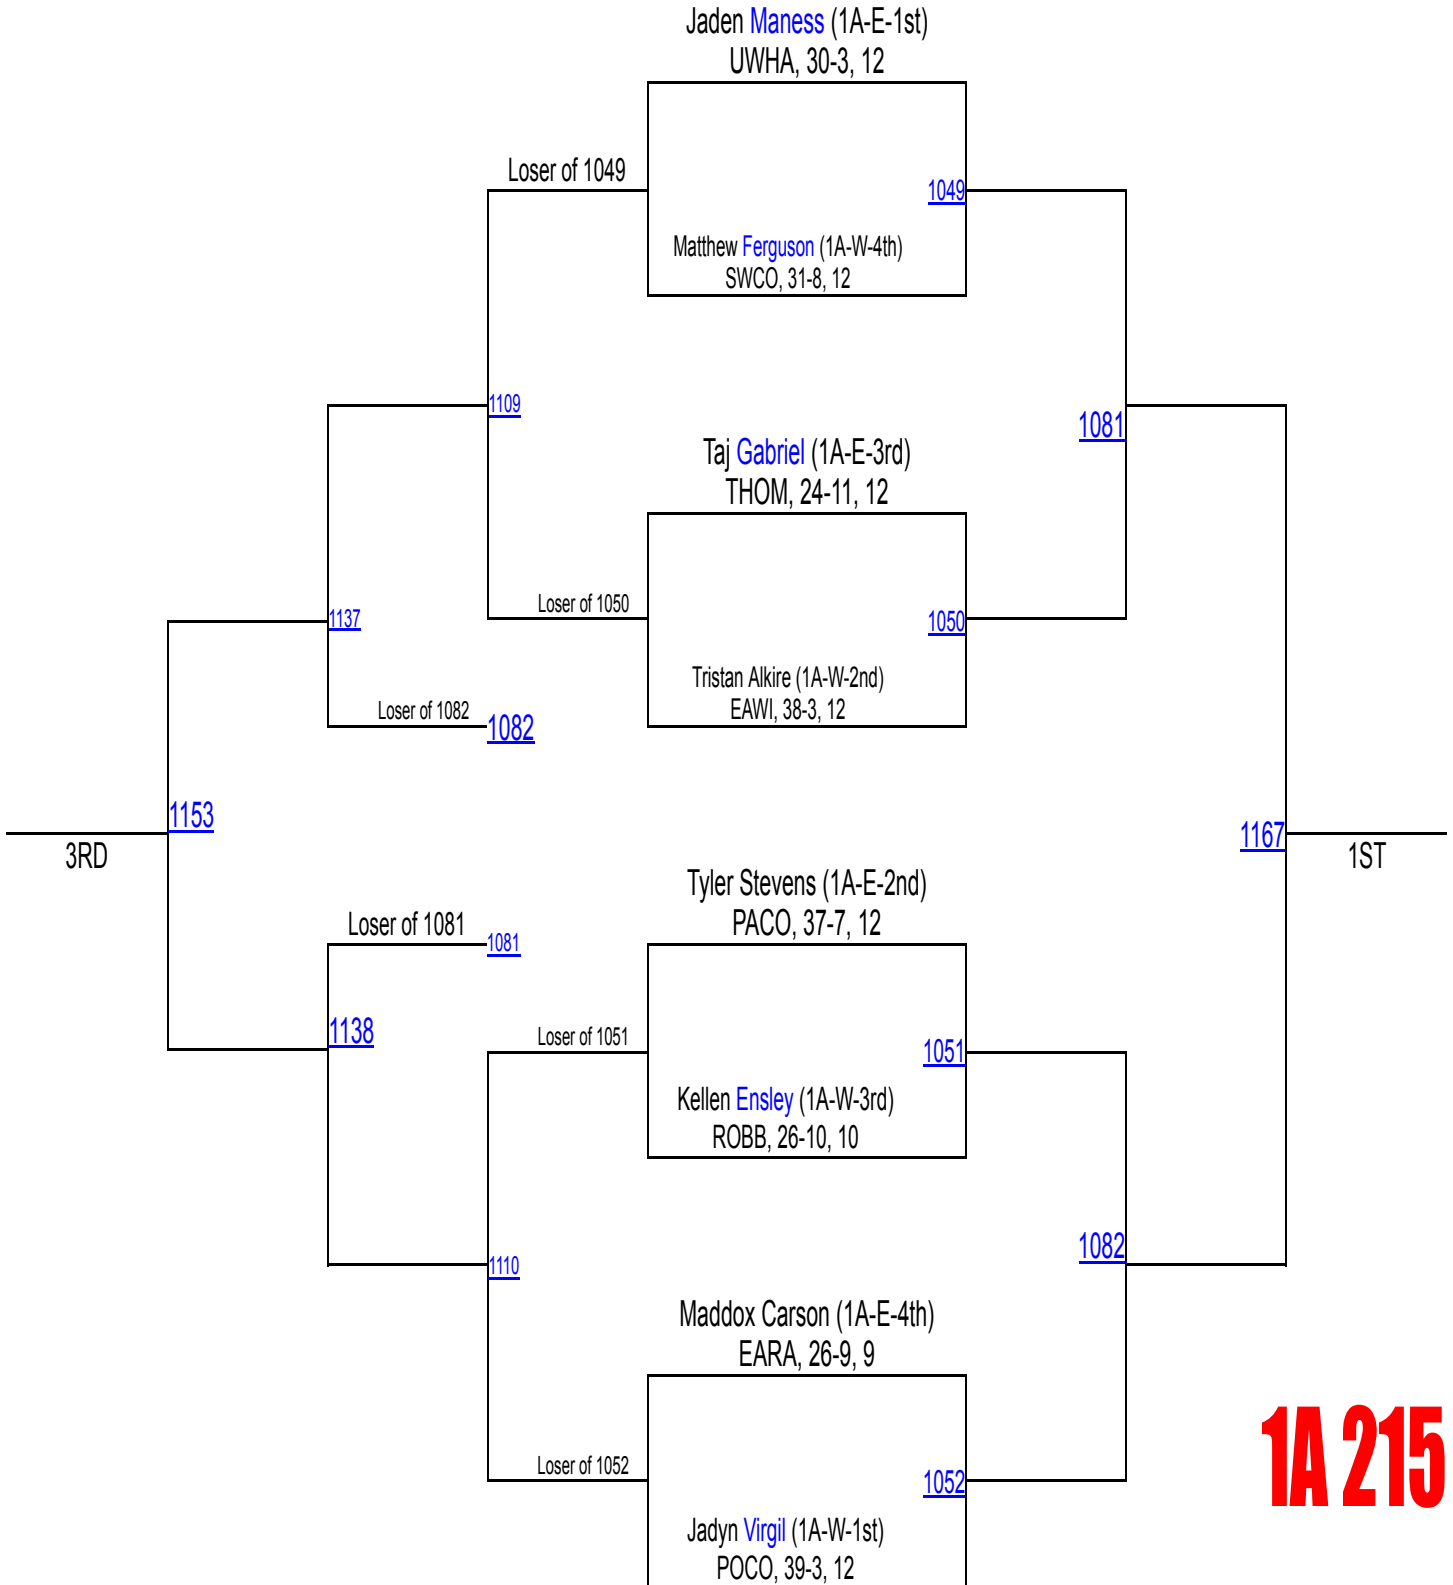 Jaden Maness (1A-E-1st)
UWHA, 30-3, 12
Loser of 1049
1049
Matthew Ferguson (1A-W-4th)
SWCO, 31-8, 12
1109
1081
Taj Gabriel (1A-E-3rd)
THOM, 24-11, 12
Loser of 1050
1050
1137
Tristan Alkire (1A-W-2nd)
EAWI, 38-3, 12
Loser of 1082
1082
1153
3RD
1167
1ST
Tyler Stevens (1A-E-2nd)
PACO, 37-7, 12
Loser of 1081
1081
1138
Loser of 1051
1051
Kellen Ensley (1A-W-3rd)
ROBB, 26-10, 10
1082
1110
Maddox Carson (1A-E-4th)
EARA, 26-9, 9
Loser of 1052
1052
1A 215
Jadyn Virgil (1A-W-1st)
POCO, 39-3, 12